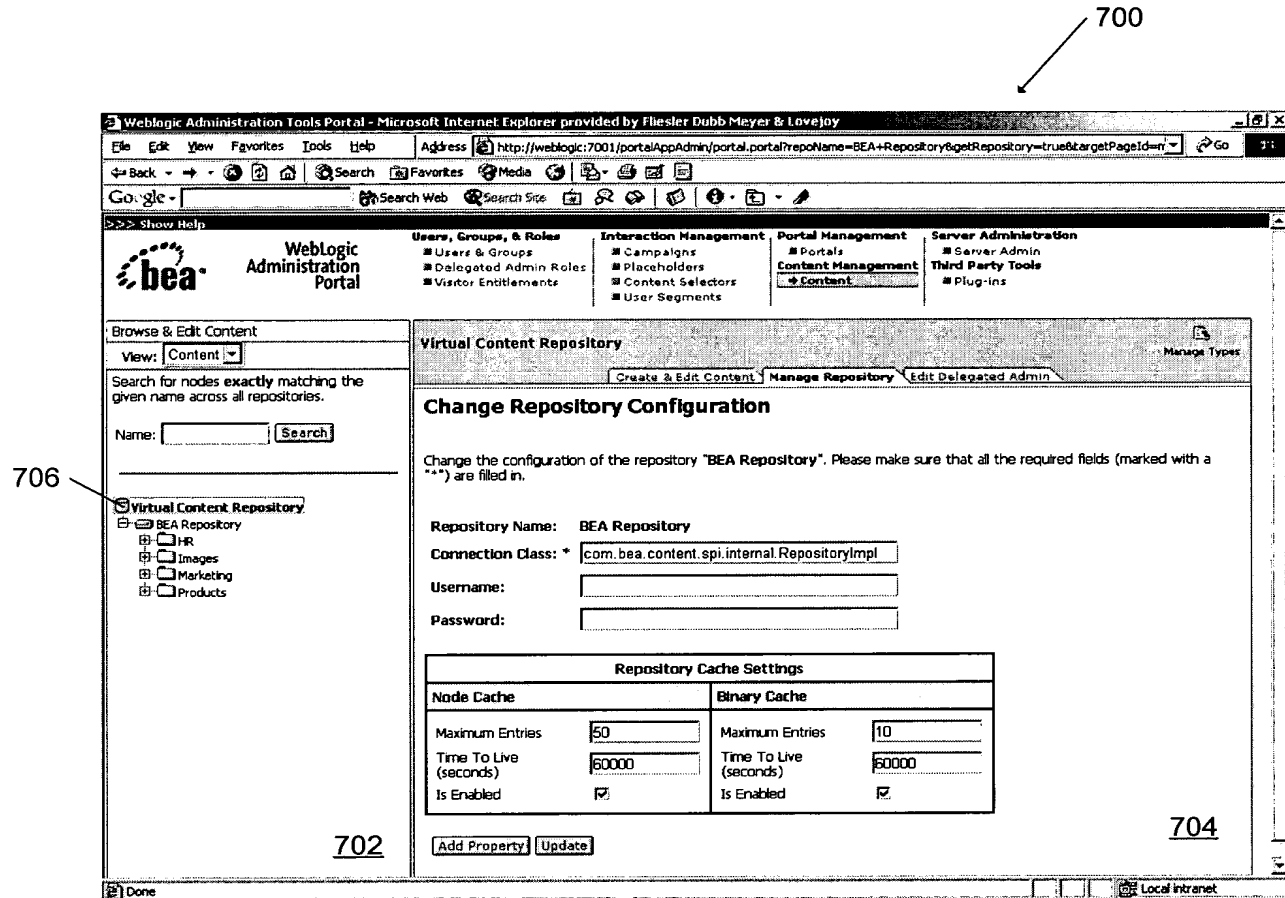 700
Weblogic Administration Tools Portal - Microsoft Internet Explorer provided by Fliesler Dubb Meyer & Lovejoy
File Edit View Favorites Tools Help
Address http://weblogic:7001/portalAppAdmin/portal.portal?repoName=BEA+Repository&getRepository=true&targetPageId=
Go
Back
Search Favorites Media
Google
Search Web Search Site
>>> Show Help
bea
WebLogic Administration Portal
Users, Groups, & Roles
Users & Groups
Delegated Admin Roles
Visitor Entitlements
Interaction Management
Campaigns
Placeholders
Content Selectors
User Segments
Portal Management
Portals
Content Management
Content
Server Administration
Server Admin
Third Party Tools
Plug-ins
Browse & Edit Content
View: Content
Search for nodes exactly matching the
given name across all repositories.
Name: Search
706
Virtual Content Repository
BEA Repository
HR
Images
Marketing
Products
702
Virtual Content Repository
Manage Types
Create & Edit Content Manage Repository Edit Delegated Admin
Change Repository Configuration
Change the configuration of the repository "BEA Repository". Please make sure that all the required fields (marked with a
"*") are filled in.
Repository Name: BEA Repository
Connection Class: * com.bea.content.spi.internal.RepositoryImpl
Username:
Password:
Repository Cache Settings
Node Cache Binary Cache
Maximum Entries 50 Maximum Entries 10
Time To Live (seconds) 60000 Time To Live (seconds) 60000
Is Enabled Is Enabled
Add Property Update
704
Done
Local intranet